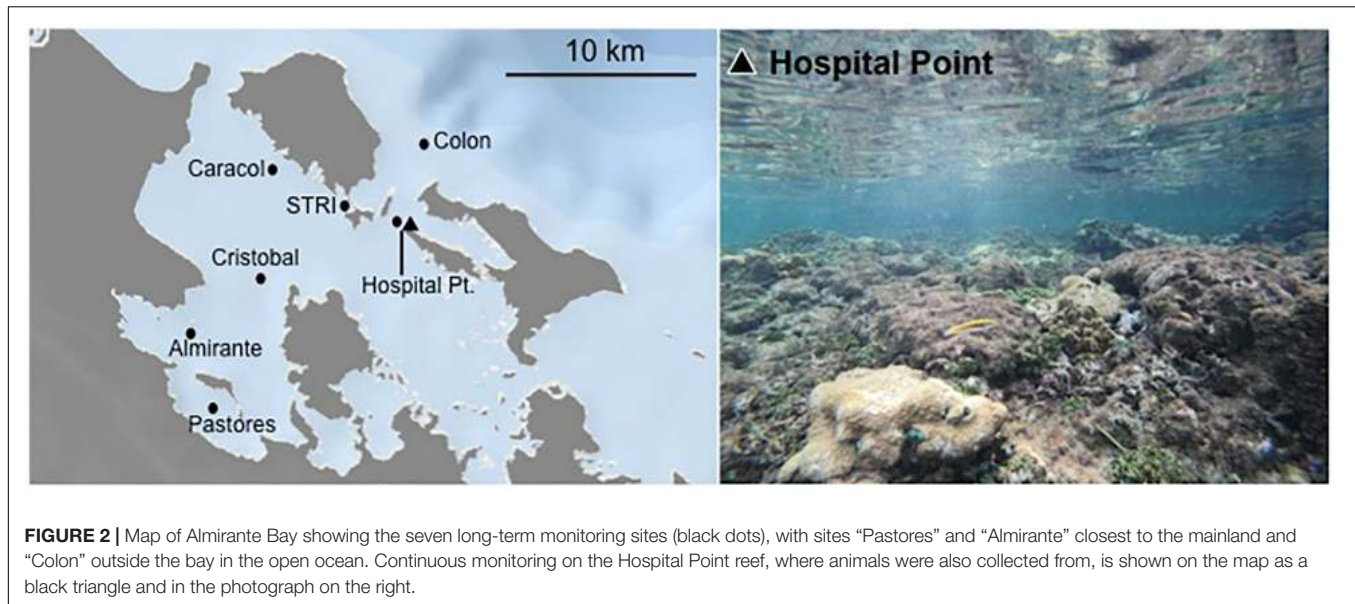 10 km
Colon
Caracol
STRI
Cristobal
Hospital Pt.
Almirante
Pastores
▲ Hospital Point
FIGURE 2 | Map of Almirante Bay showing the seven long-term monitoring sites (black dots), with sites “Pastores” and “Almirante” closest to the mainland and
“Colon” outside the bay in the open ocean. Continuous monitoring on the Hospital Point reef, where animals were also collected from, is shown on the map as a
black triangle and in the photograph on the right.